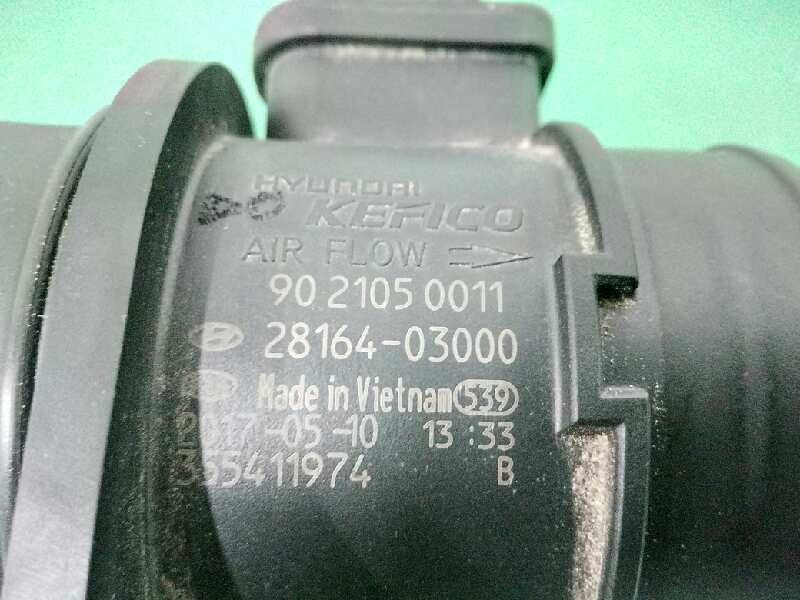 HYUNDAI
KEFICO
AIR FLOW
90 2105 0011
28164-03000
Made in Vietnam 539
2017-05-10 13:33
355411974 B